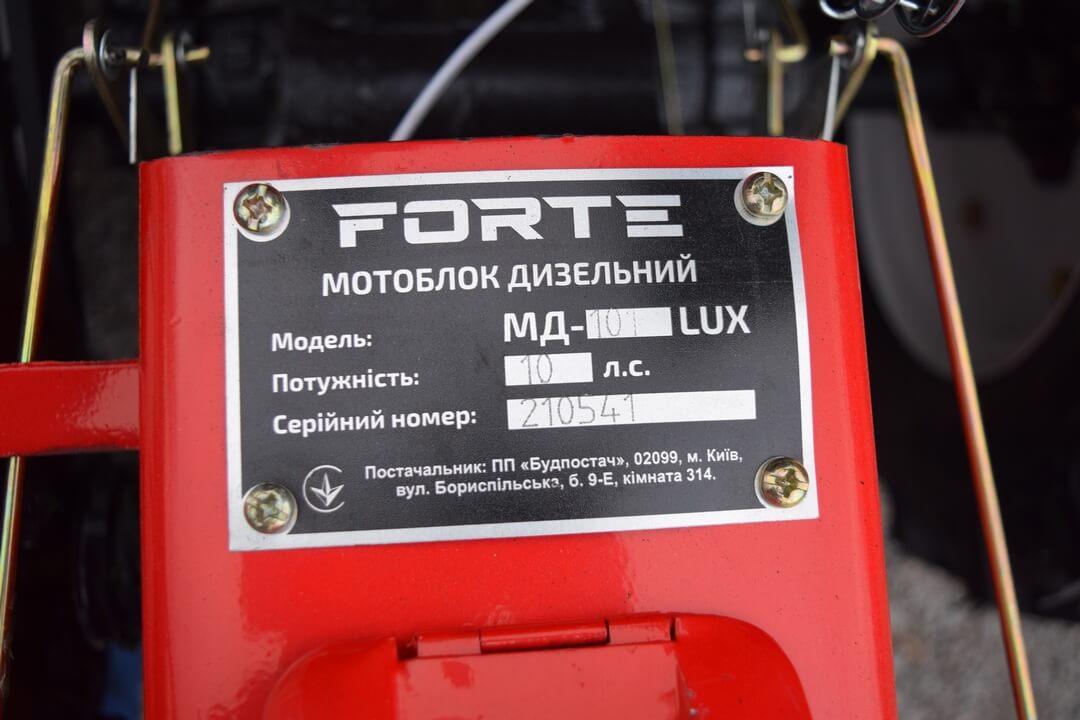 FORTE
МОТОБЛОК ДИЗЕЛЬНИЙ
Модель: МД-101 LUX
Потужність: 10 л.с.
Серійний номер: 210541
Постачальник: ПП «Будпостач», 02099, м. Київ,
вул. Бориспільська, б. 9-Е, кімната 314.